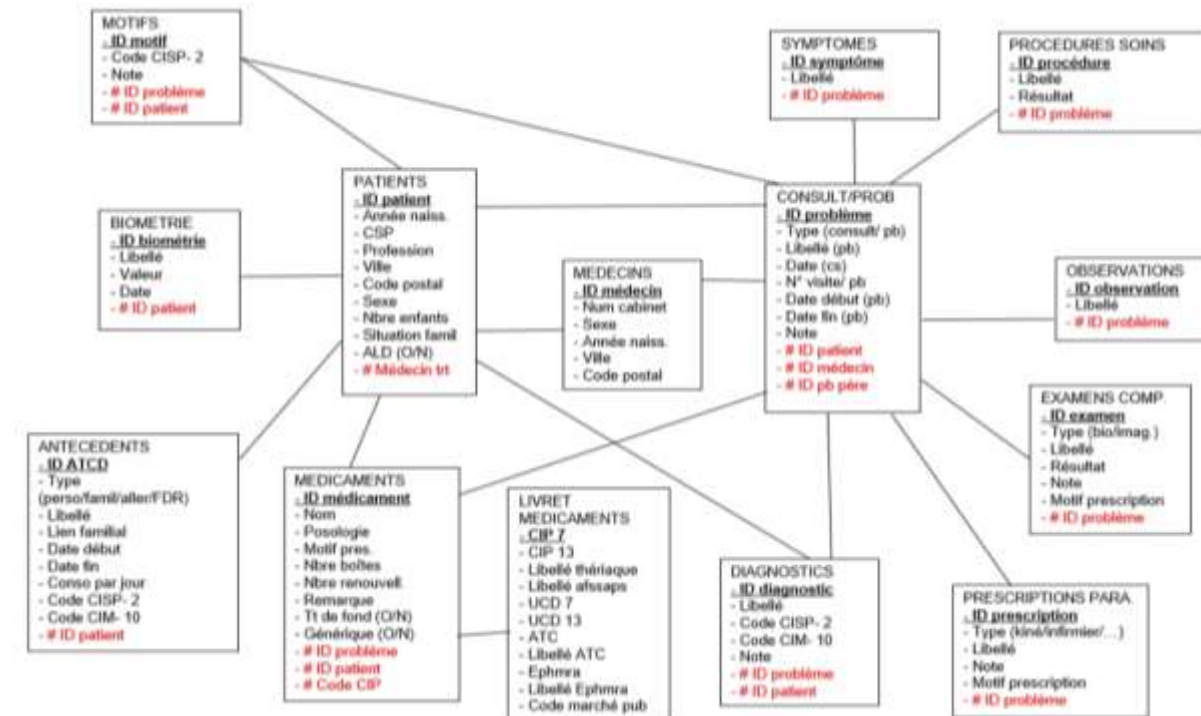 MOTIFS
- ID motif
- Code CISP- 2
- Note
- # ID problème
- # ID patient
SYMPTOMES
- ID symptôme
- Libellé
- # ID problème
PROCEDURES SOINS
- ID procédure
- Libellé
- Résultat
- # ID problème
PATIENTS
- ID patient
- Année naiss.
- CSP
- Profession
- Ville
- Code postal
- Sexe
- Nbre enfants
- Situation famil
- ALD (O/N)
- # Médecin trt
CONSULT/PROB
- ID problème
- Type (consult/ pb)
- Libellé (pb)
- Date (cs)
- N° visite/ pb
- Date début (pb)
- Date fin (pb)
- Note
- # ID patient
- # ID médecin
- # ID pb père
BIOMETRIE
- ID biométrie
- Libellé
- Valeur
- Date
- # ID patient
MEDECINS
- ID médecin
- Num cabinet
- Sexe
- Année naiss.
- Ville
- Code postal
OBSERVATIONS
- ID observation
- Libellé
- # ID problème
EXAMENS COMP.
- ID examen
- Type (bio/imag.)
- Libellé
- Résultat
- Note
- Motif prescription
- # ID problème
ANTECEDENTS
- ID ATCD
- Type
(perso/famil/aller/FDR)
- Libellé
- Lien familial
- Date début
- Date fin
- Conso par jour
- Code CISP- 2
- Code CIM- 10
- # ID patient
MEDICAMENTS
- ID médicament
- Nom
- Posologie
- Motif pres.
- Nbre boîtes
- Nbre renouvell.
- Remarque
- Tt de fond (O/N)
- Générique (O/N)
- # ID problème
- # ID patient
- # Code CIP
LIVRET
MEDICAMENTS
- CIP 7
- CIP 13
- Libellé thériaque
- Libellé afssaps
- UCD 7
- UCD 13
- ATC
- Libellé ATC
- Ephmra
- Libellé Ephmra
- Code marché pub
DIAGNOSTICS
- ID diagnostic
- Libellé
- Code CISP- 2
- Code CIM- 10
- Note
- # ID problème
- # ID patient
PRESCRIPTIONS PARA.
- ID prescription
- Type (kiné/infirmier/…)
- Libellé
- Note
- Motif prescription
- # ID problème